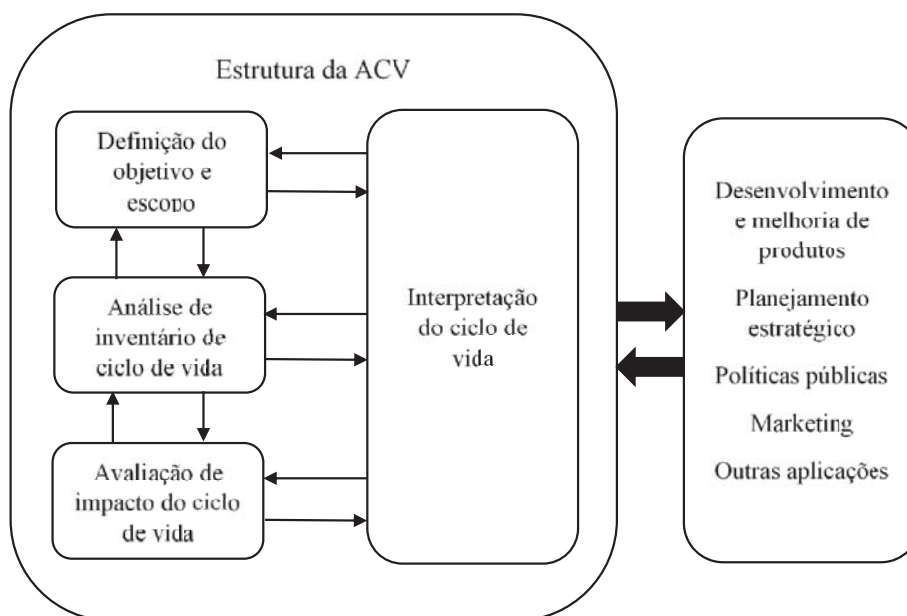 Estrutura da ACV
Definição do
objetivo e
escopo
Análise de
inventário de
ciclo de vida
Avaliação de
impacto do ciclo
de vida
Interpretação
do ciclo de
vida
Desenvolvimento
e melhoria de
produtos
Planejamento
estratégico
Políticas públicas
Marketing
Outras aplicações